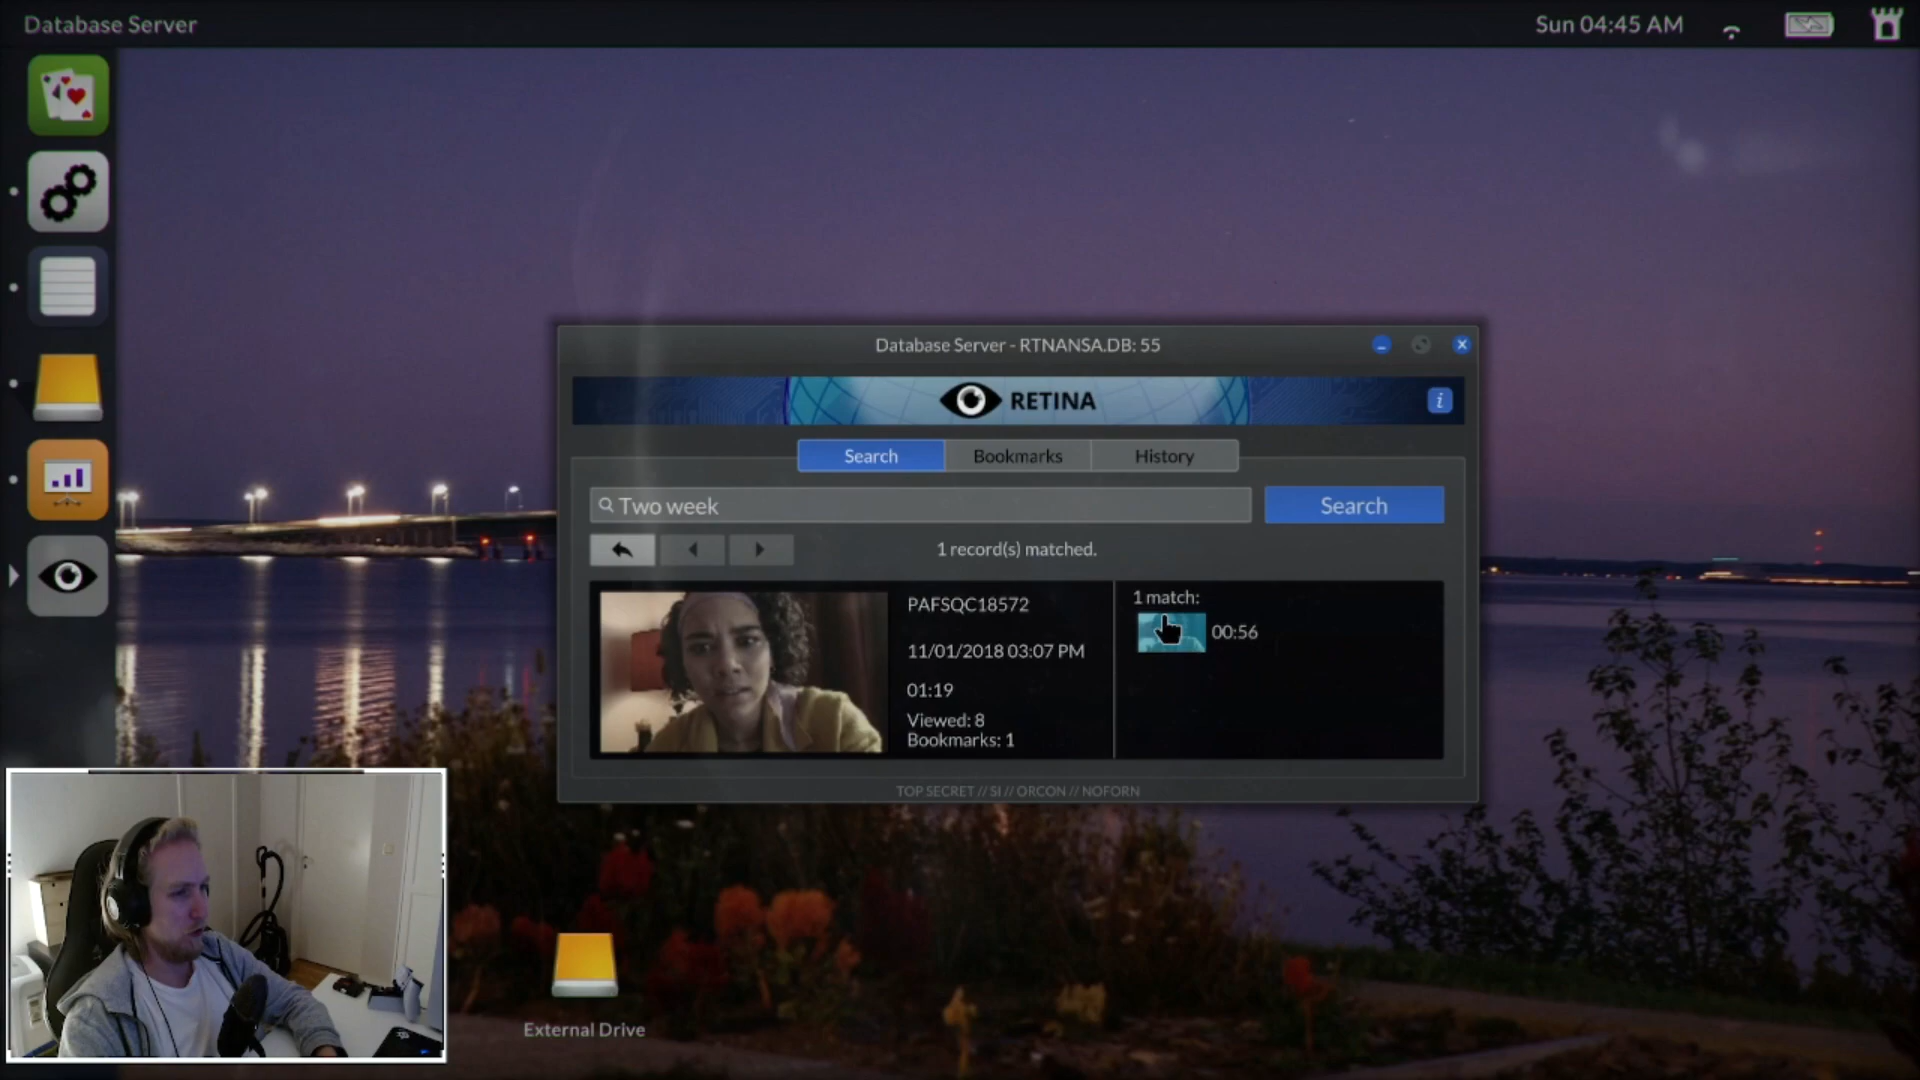 Database Server
Sun 04:45 AM
Database Server - RTNANSA.DB: 55
RETINA
i
Search
Bookmarks
History
Two week
Search
1 record(s) matched.
PAFSQC18572
11/01/2018 03:07 PM
01:19
Viewed: 8
Bookmarks: 1
1 match:
00:56
TOP SECRET // SI // ORCON // NOFORN
External Drive